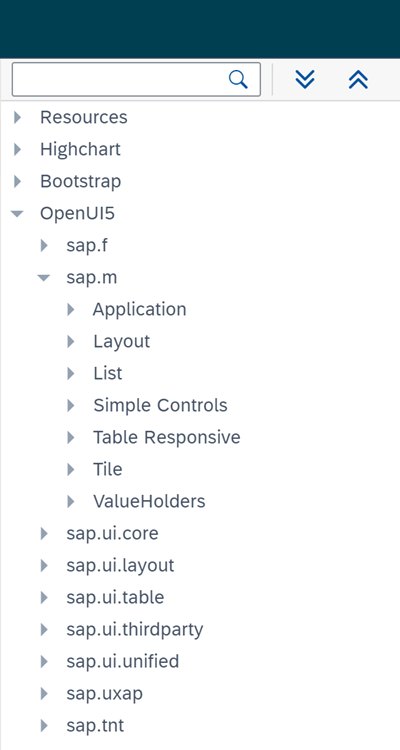 Resources
Highchart
Bootstrap
OpenUI5
sap.f
sap.m
Application
Layout
List
Simple Controls
Table Responsive
Tile
ValueHolders
sap.ui.core
sap.ui.layout
sap.ui.table
sap.ui.thirdparty
sap.ui.unified
sap.uxap
sap.tnt